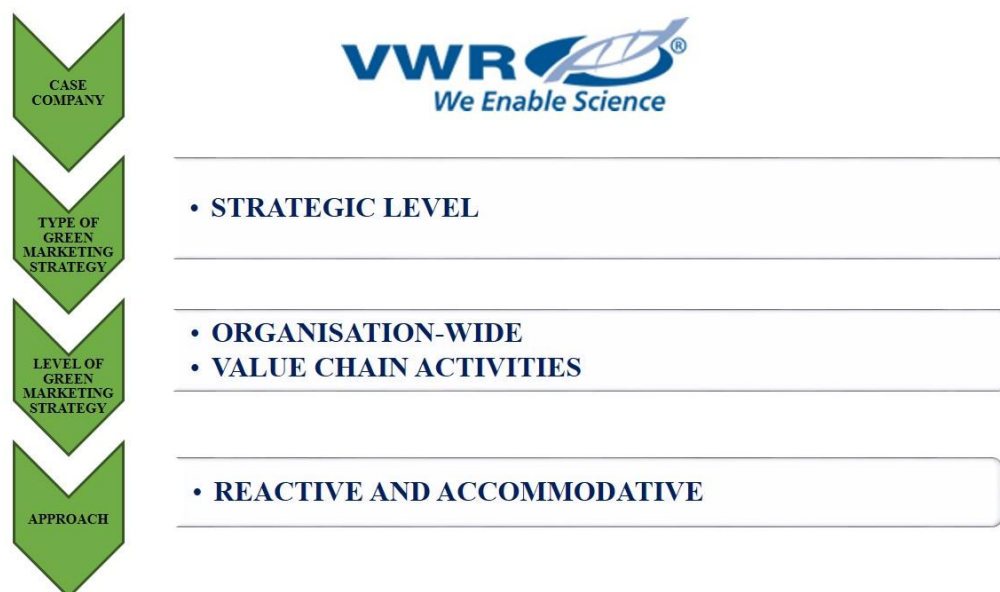 CASE
COMPANY
VWR®
We Enable Science
TYPE OF
GREEN
MARKETING
STRATEGY
• STRATEGIC LEVEL
LEVEL OF
GREEN
MARKETING
STRATEGY
• ORGANISATION-WIDE
• VALUE CHAIN ACTIVITIES
APPROACH
• REACTIVE AND ACCOMMODATIVE